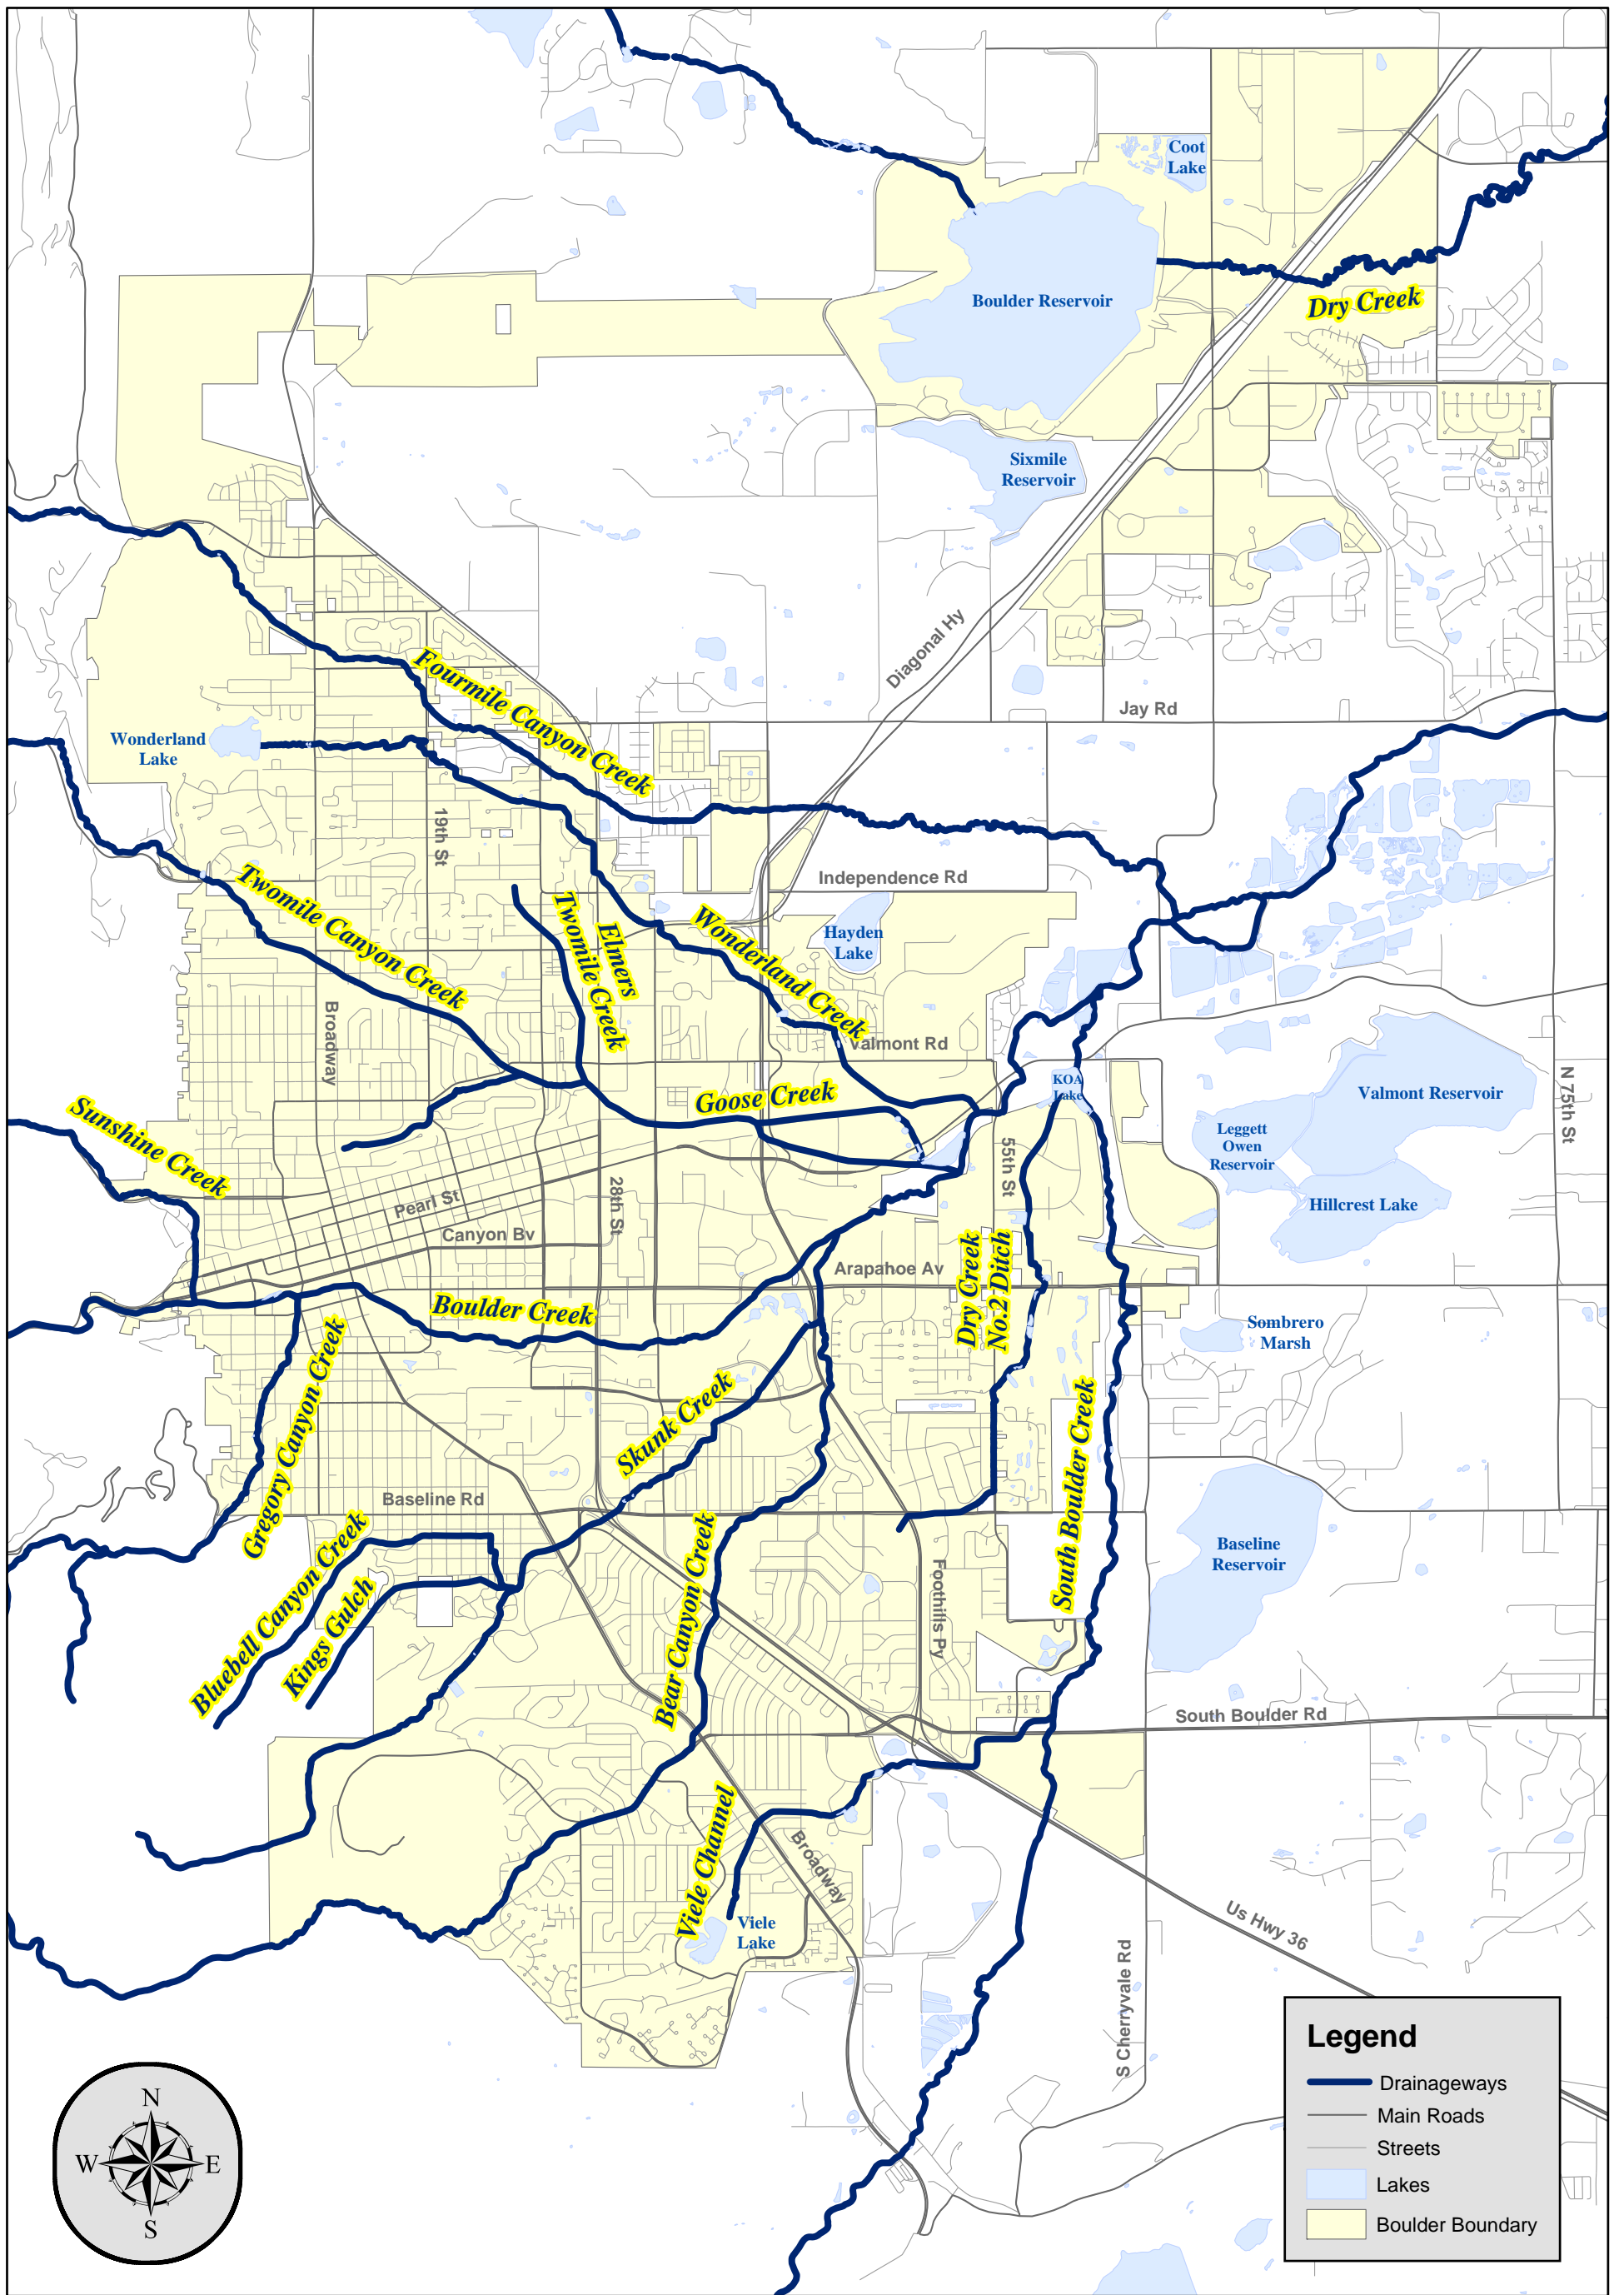 Coot
Lake
Boulder Reservoir
Dry Creek
Sixmile
Reservoir
Diagonal Hy
Fourmile Canyon Creek
Jay Rd
Wonderland
Lake
19th St
Independence Rd
Twomile Canyon Creek
Elmers
Twomile Creek
Wonderland Creek
Hayden
Lake
Broadway
Valmont Rd
KOA
Lake
Valmont Reservoir
N 75th St
Goose Creek
Sunshine Creek
Leggett
Owen
Reservoir
55th St
Pearl St
28th St
Hillcrest Lake
Canyon Bv
Arapahoe Av
Dry Creek
No.2 Ditch
Boulder Creek
Sombrero
Marsh
Gregory Canyon Creek
Skunk Creek
South Boulder Creek
Baseline Rd
Bluebell Canyon Creek
Kings Gulch
Bear Canyon Creek
Foothills Py
Baseline
Reservoir
South Boulder Rd
Viele Channel
Broadway
Viele
Lake
Us Hwy 36
S Cherryvale Rd
Legend
Drainageways
Main Roads
Streets
Lakes
Boulder Boundary
N
W
E
S